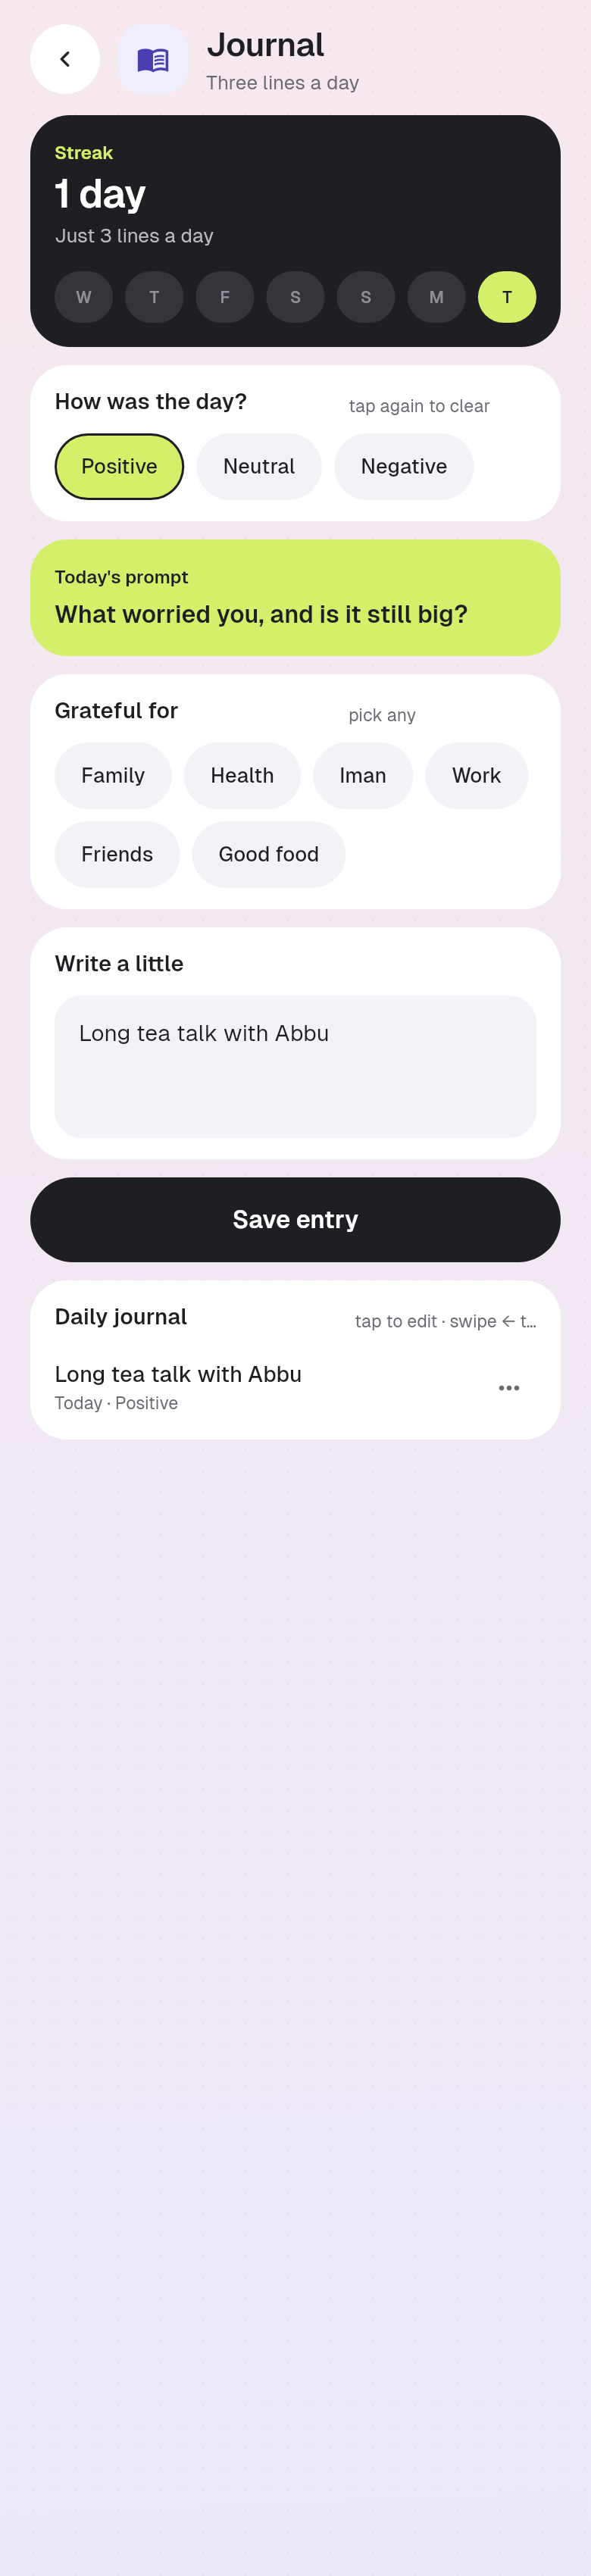 Journal
Three lines a day
Streak
1 day
Just 3 lines a day
W T F S S M T
How was the day? tap again to clear
Positive Neutral Negative
Today's prompt
What worried you, and is it still big?
Grateful for pick any
Family Health Iman Work
Friends Good food
Write a little
Long tea talk with Abbu
Save entry
Daily journal tap to edit · swipe ← t…
Long tea talk with Abbu
Today · Positive